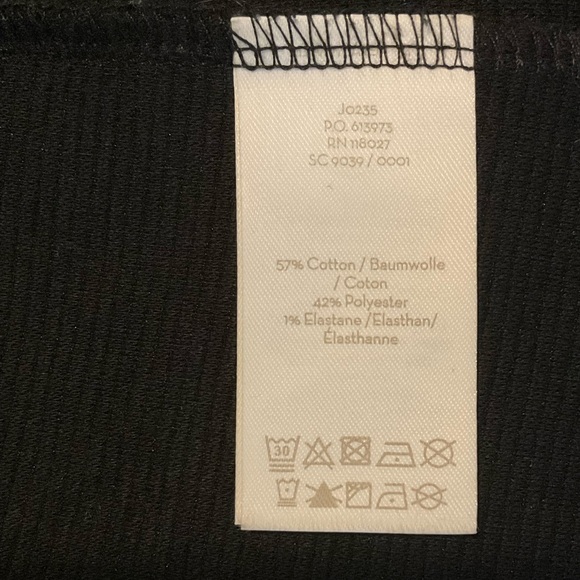 J0235
P.O. 613973
RN 118027
SC 9039 / 0001
57% Cotton / Baumwolle
/ Coton
42% Polyester
1% Elastane /Elasthan/
Élasthanne
30